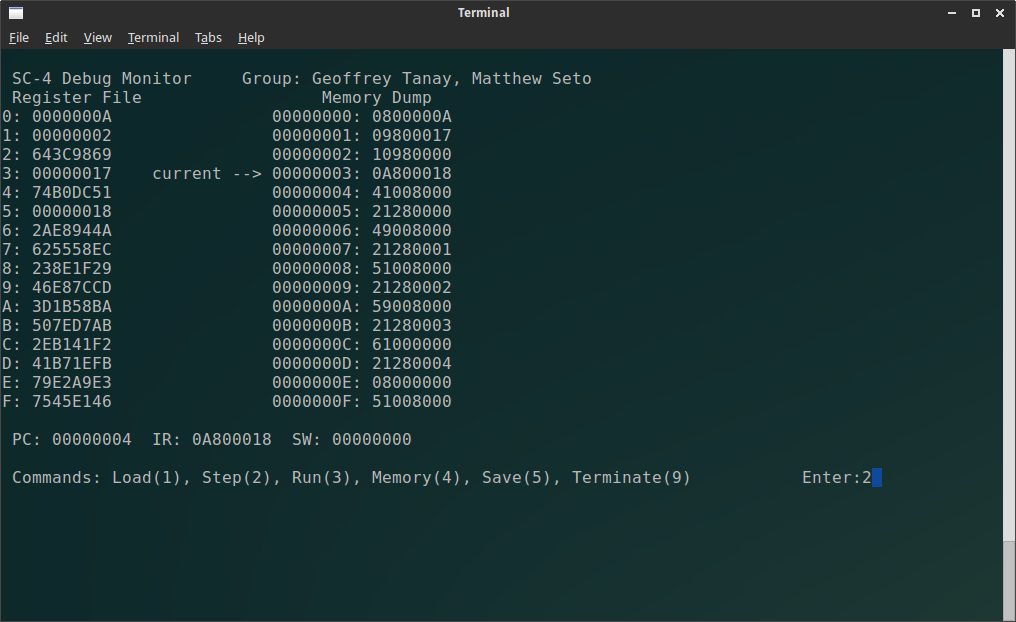 Terminal
File Edit View Terminal Tabs Help
SC-4 Debug Monitor     Group: Geoffrey Tanay, Matthew Seto
Register File                  Memory Dump
0: 0000000A                00000000: 0800000A
1: 00000002                00000001: 09800017
2: 643C9869                00000002: 10980000
3: 00000017    current --> 00000003: 0A800018
4: 74B0DC51                00000004: 41008000
5: 00000018                00000005: 21280000
6: 2AE8944A                00000006: 49008000
7: 625558EC                00000007: 21280001
8: 238E1F29                00000008: 51008000
9: 46E87CCD                00000009: 21280002
A: 3D1B58BA                0000000A: 59008000
B: 507ED7AB                0000000B: 21280003
C: 2EB141F2                0000000C: 61000000
D: 41B71EFB                0000000D: 21280004
E: 79E2A9E3                0000000E: 08000000
F: 7545E146                0000000F: 51008000
PC: 00000004  IR: 0A800018  SW: 00000000
Commands: Load(1), Step(2), Run(3), Memory(4), Save(5), Terminate(9)           Enter:2